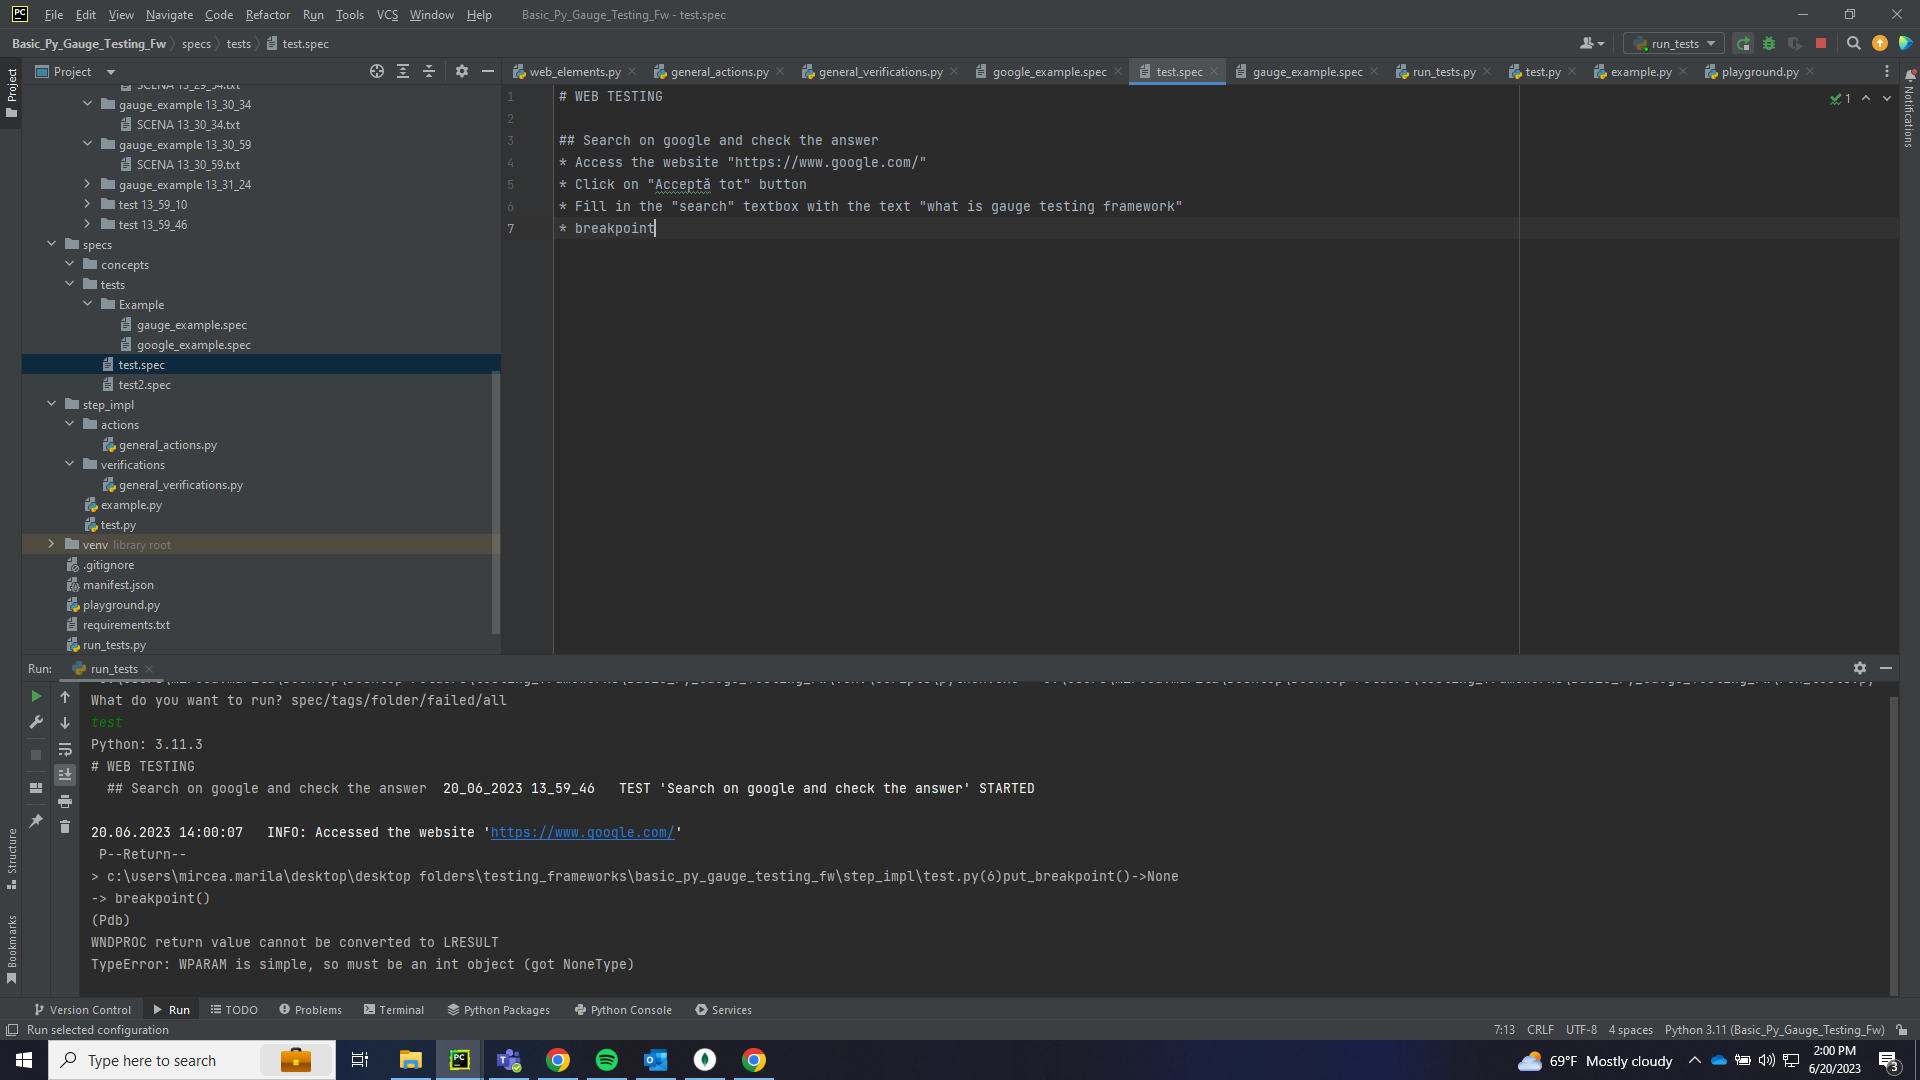 PC File Edit View Navigate Code Refactor Run Tools VCS Window Help Basic_Py_Gauge_Testing_Fw - test.spec
Basic_Py_Gauge_Testing_Fw specs tests test.spec run_tests
Project
Project
web_elements.py general_actions.py general_verifications.py google_example.spec test.spec gauge_example.spec run_tests.py test.py example.py playground.py
Notifications
SCENA 13_29_34.txt
gauge_example 13_30_34
SCENA 13_30_34.txt
gauge_example 13_30_59
SCENA 13_30_59.txt
gauge_example 13_31_24
test 13_59_10
test 13_59_46
specs
concepts
tests
Example
gauge_example.spec
google_example.spec
test.spec
test2.spec
step_impl
actions
general_actions.py
verifications
general_verifications.py
example.py
test.py
venv library root
.gitignore
manifest.json
playground.py
requirements.txt
run_tests.py
1 # WEB TESTING
2
3 ## Search on google and check the answer
4 * Access the website "https://www.google.com/"
5 * Click on "Acceptă tot" button
6 * Fill in the "search" textbox with the text "what is gauge testing framework"
7 * breakpoint
1
Run: run_tests
What do you want to run? spec/tags/folder/failed/all
test
Python: 3.11.3
# WEB TESTING
## Search on google and check the answer 20_06_2023 13_59_46 TEST 'Search on google and check the answer' STARTED
20.06.2023 14:00:07 INFO: Accessed the website 'https://www.google.com/'
P--Return--
> c:\users\mircea.marila\desktop\desktop folders\testing_frameworks\basic_py_gauge_testing_fw\step_impl\test.py(6)put_breakpoint()->None
-> breakpoint()
(Pdb)
WNDPROC return value cannot be converted to LRESULT
TypeError: WPARAM is simple, so must be an int object (got NoneType)
Structure
Bookmarks
Version Control Run TODO Problems Terminal Python Packages Python Console Services
Run selected configuration 7:13 CRLF UTF-8 4 spaces Python 3.11 (Basic_Py_Gauge_Testing_Fw)
Type here to search PC 69°F Mostly cloudy 2:00 PM
6/20/2023 3